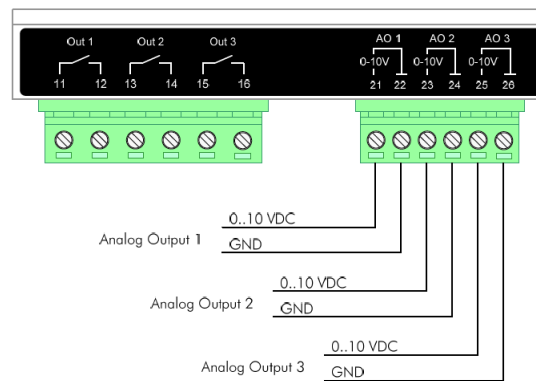 Out 1 Out 2 Out 3 AO 1 AO 2 AO 3
0-10V 0-10V 0-10V
11 12 13 14 15 16 21 22 23 24 25 26
0..10 VDC
Analog Output 1
GND
0..10 VDC
Analog Output 2
GND
0..10 VDC
Analog Output 3
GND